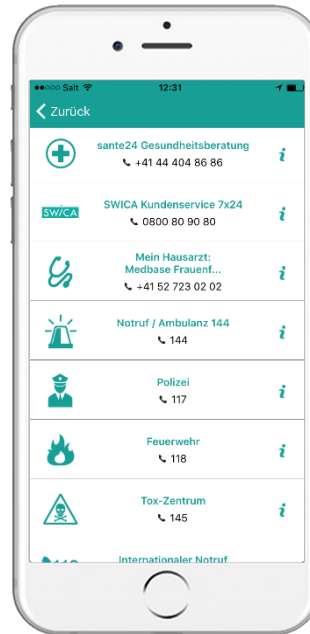 Salt 12:31
Zurück
sante24 Gesundheitsberatung
+41 44 404 86 86
i
SWICA
SWICA Kundenservice 7x24
0800 80 90 80
i
Mein Hausarzt:
Medbase Frauenf...
+41 52 723 02 02
i
Notruf / Ambulanz 144
144
i
Polizei
117
i
Feuerwehr
118
i
Tox-Zentrum
145
i
Internationaler Notruf